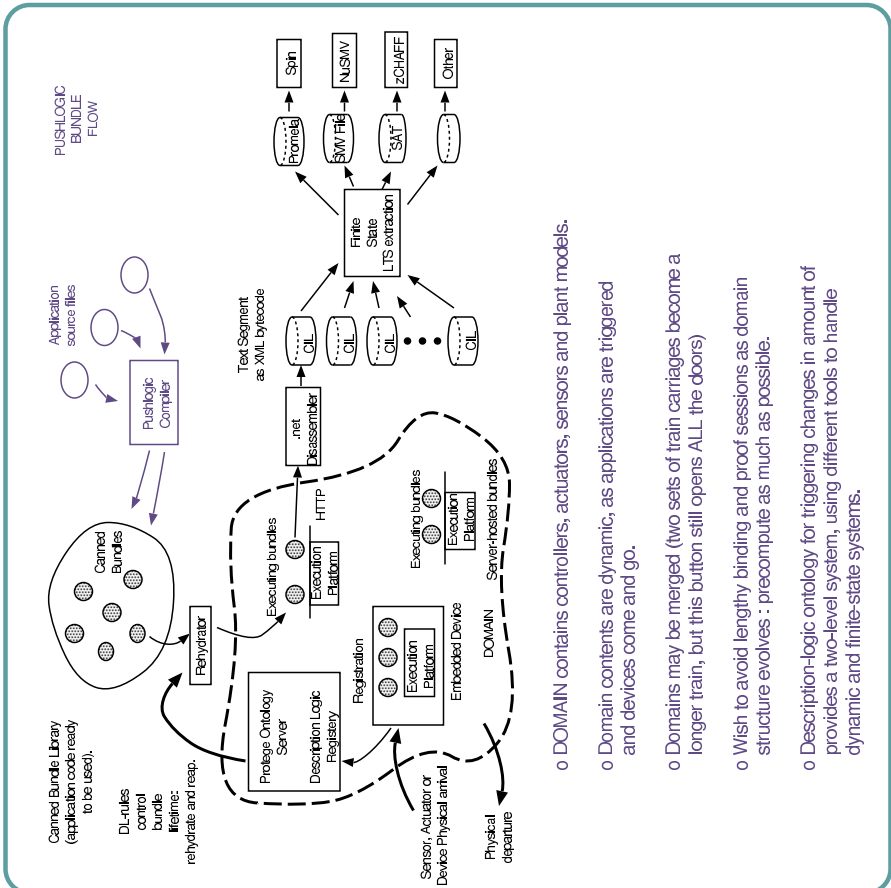 PUSHLOGIC
BUNDLE
FLOW
Application
source files
Pushlogic
Compiler
Canned
Bundles
Canned Bundle Library
(application code ready
to be used).
DL-rules
control
bundle
lifetime:
rehydrate and reap.
Rehydrator
Protege Ontology
Server
Description Logic
Registry
Registration
Execution
Platform
Embedded Device
Executing bundles
Execution
Platform
HTTP
Executing bundles
Execution
Platform
Server-hosted bundles
DOMAIN
Sensor, Actuator or
Device Physical arrival
Physical
departure
.net
Disassembler
Text Segment
as XML bytecode
CIL
CIL
CIL
CIL
Finite
State
LTS extraction
Promela
SMV File
SAT
Spin
NuSMV
zCHAFF
Other
o DOMAIN contains controllers, actuators, sensors and plant models.
o Domain contents are dynamic, as applications are triggered
and devices come and go.
o Domains may be merged (two sets of train carriages become a
longer train, but this button still opens ALL the doors)
o Wish to avoid lengthy binding and proof sessions as domain
structure evolves : precompute as much as possible.
o Description-logic ontology for triggering changes in amount of
provides a two-level system, using different tools to handle
dynamic and finite-state systems.